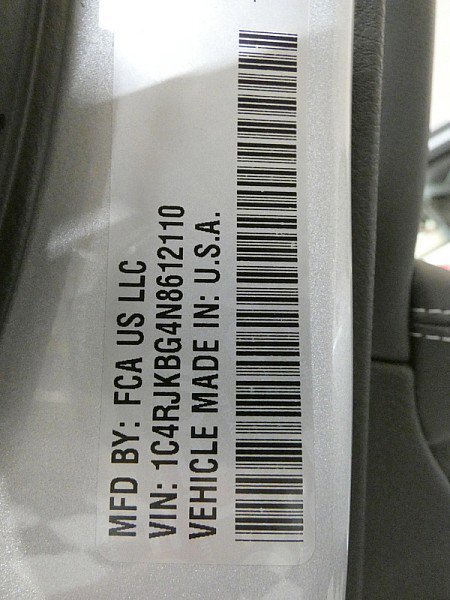 MFD BY: FCA US LLC
VIN: 1C4RJKBG4N8612110
VEHICLE MADE IN: U.S.A.